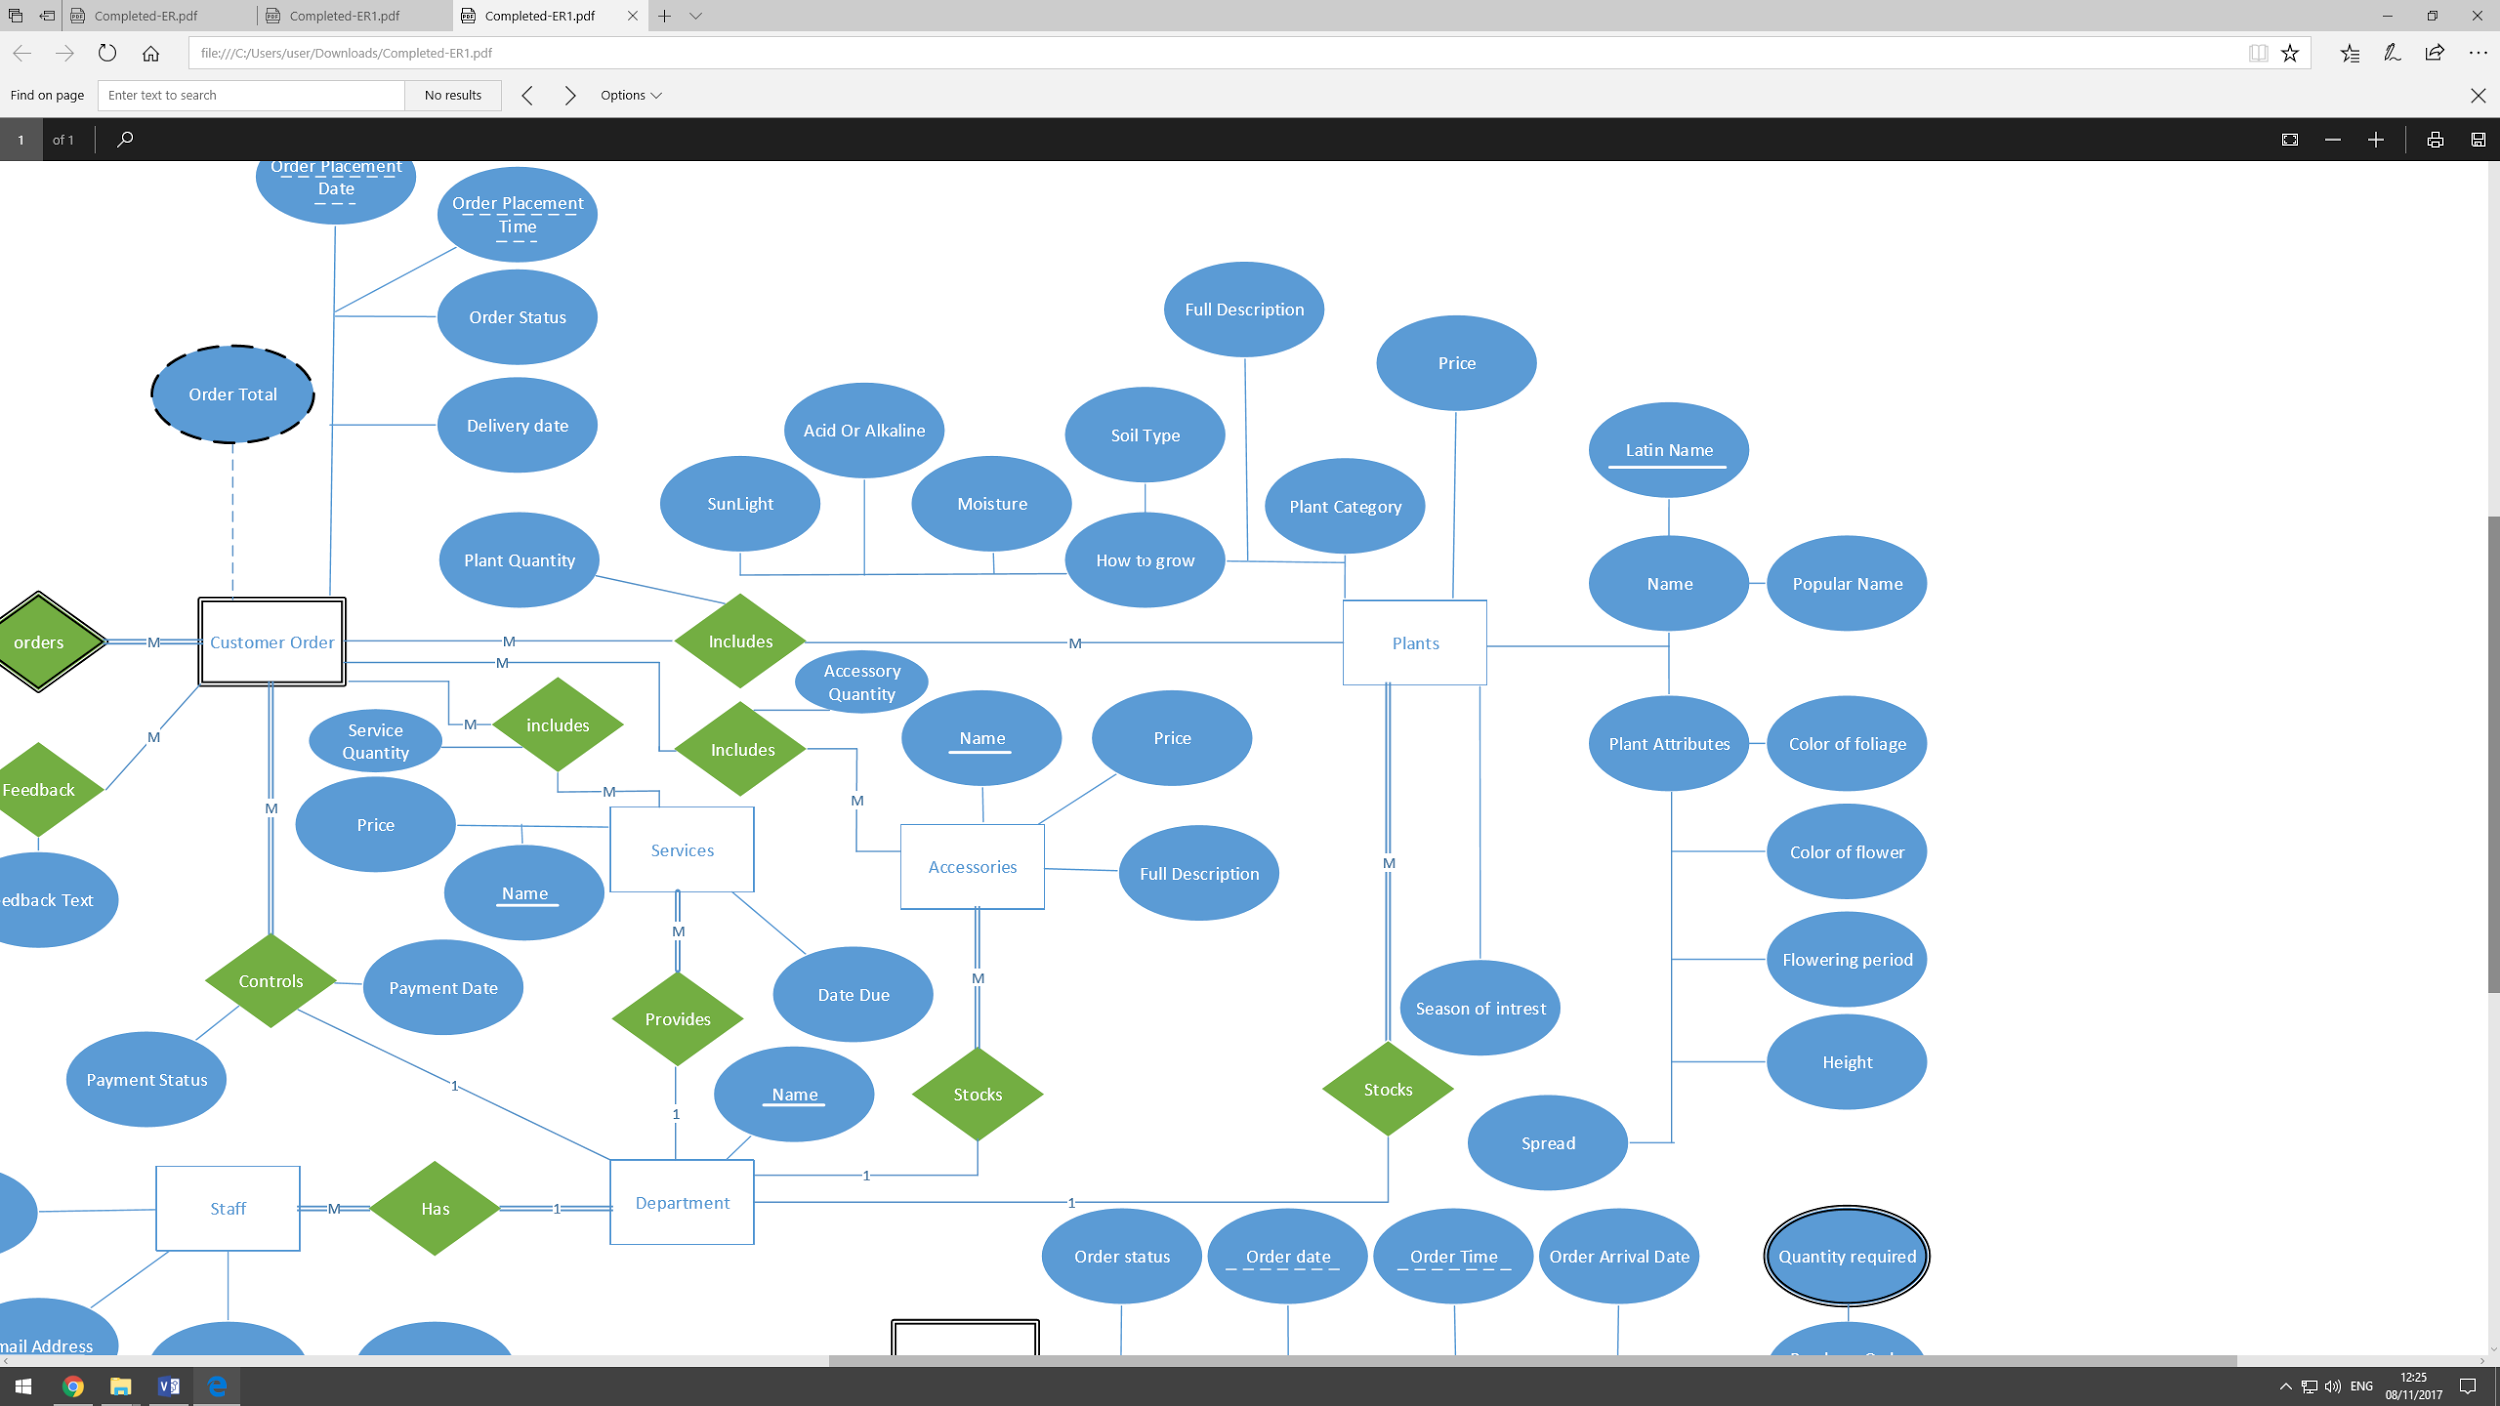 Completed-ER.pdf
Completed-ER1.pdf
Completed-ER1.pdf
file:///C:/Users/user/Downloads/Completed-ER1.pdf
Find on page
Enter text to search
No results
Options
1
of 1
Order Placement
Date
Order Placement
Time
Order Status
Order Total
Delivery date
Full Description
Price
Acid Or Alkaline
Soil Type
Latin Name
SunLight
Moisture
Plant Category
Plant Quantity
How to grow
Name
Popular Name
orders
M
Customer Order
M
Includes
M
Plants
M
Accessory
Quantity
Service
Quantity
M
includes
Includes
Name
Price
Plant Attributes
Color of foliage
M
Feedback
M
M
M
Price
Services
Accessories
Full Description
Color of flower
M
edback Text
Name
M
M
Flowering period
Controls
Payment Date
Date Due
Season of intrest
Provides
Payment Status
1
1
Name
Stocks
Stocks
Height
Spread
1
1
Staff
M
Has
1
Department
Order status
Order date
Order Time
Order Arrival Date
Quantity required
mail Address
ENG
12:25
08/11/2017